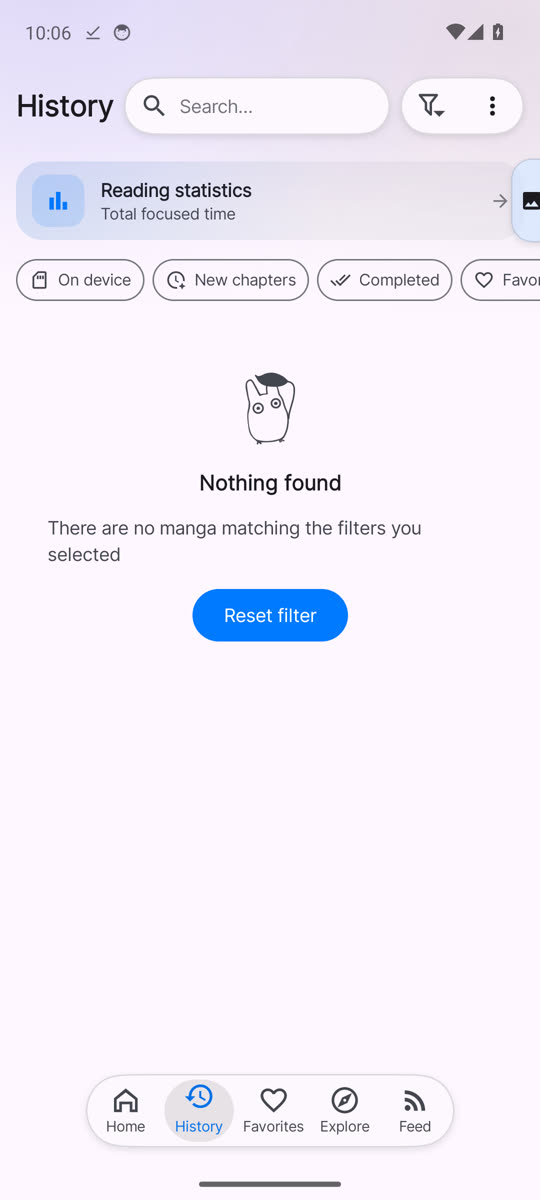 10:06
History
Search...
Reading statistics
Total focused time
On device
New chapters
Completed
Favor
Nothing found
There are no manga matching the filters you
selected
Reset filter
Home
History
Favorites
Explore
Feed